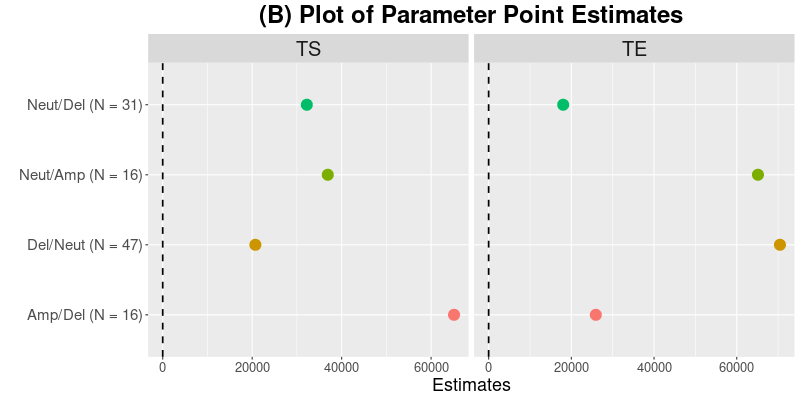 (B) Plot of Parameter Point Estimates
TS TE
Neut/Del (N = 31)
Neut/Amp (N = 16)
Del/Neut (N = 47)
Amp/Del (N = 16)
0 20000 40000 60000 0 20000 40000 60000
Estimates